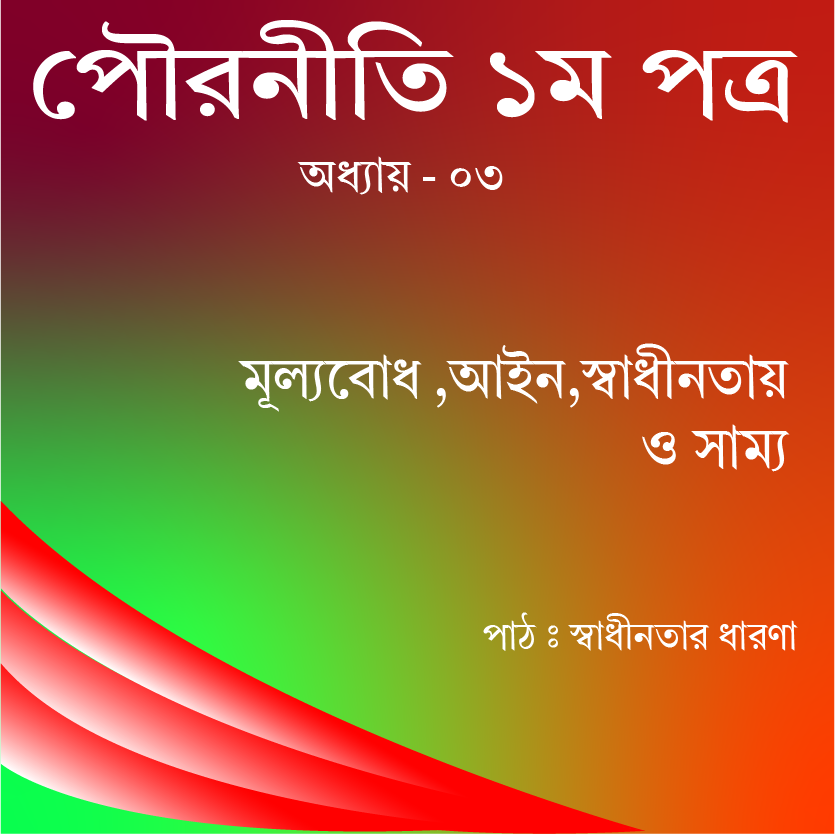 পৌরনীতি ১ম পত্র
অধ্যায় - ০৩
মূল্যবোধ ,আইন,স্বাধীনতায়
ও সাম্য
পাঠ ঃ স্বাধীনতার ধারণা